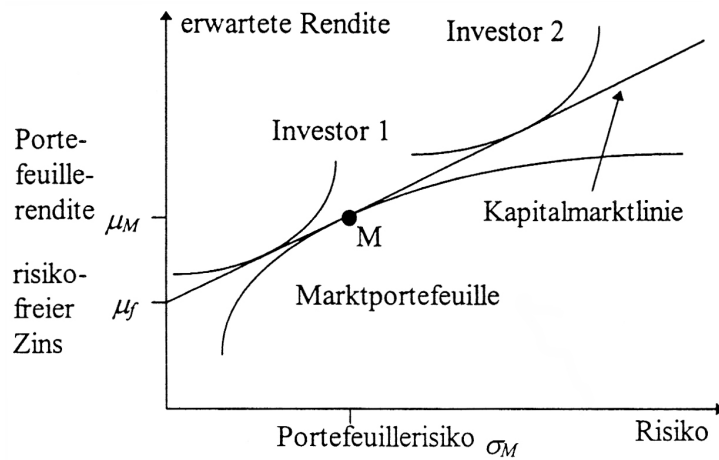 erwartete Rendite
Investor 2
Investor 1
Porte-
feuille-
rendite
μM
M
Kapitalmarktlinie
risiko-
freier
Zins
μf
Marktportefeuille
Portefeuillerisiko σM
Risiko